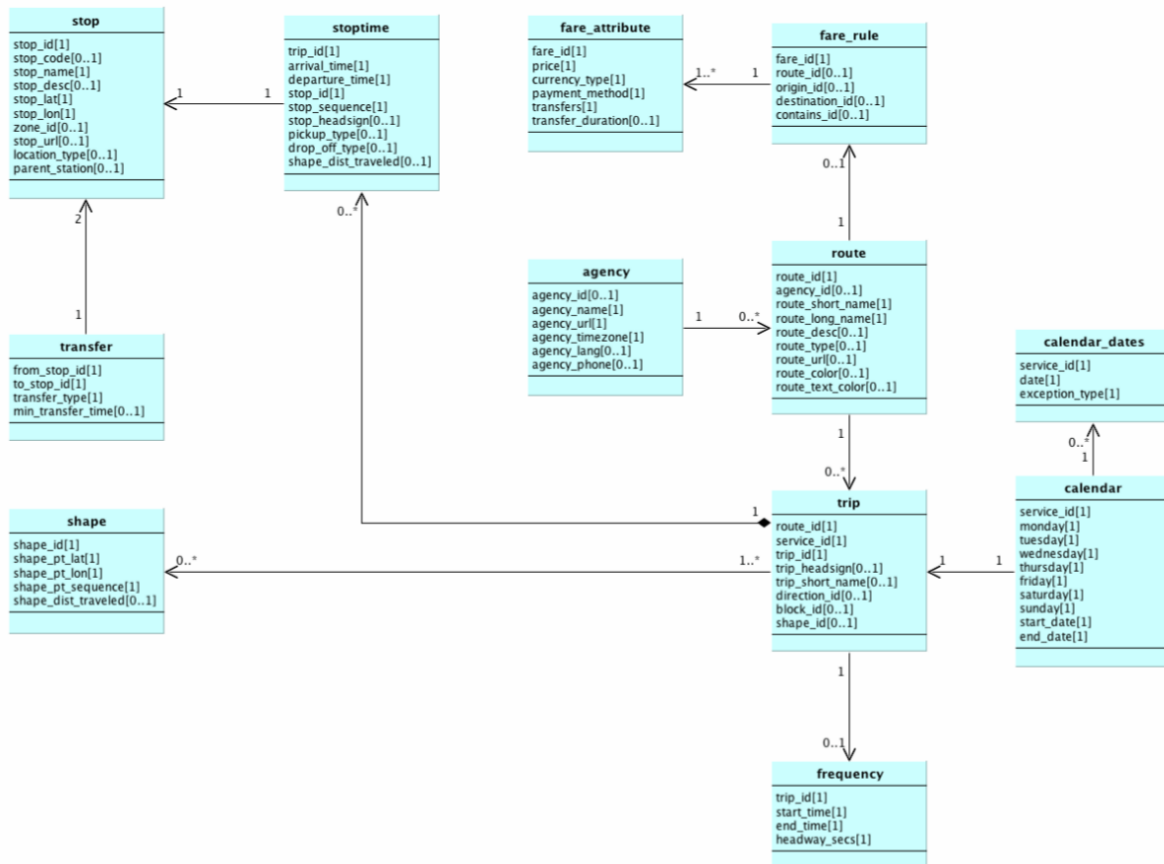 stop
stop_id[1]
stop_code[0..1]
stop_name[1]
stop_desc[0..1]
stop_lat[1]
stop_lon[1]
zone_id[0..1]
stop_url[0..1]
location_type[0..1]
parent_station[0..1]
1
1
stoptime
trip_id[1]
arrival_time[1]
departure_time[1]
stop_id[1]
stop_sequence[1]
stop_headsign[0..1]
pickup_type[0..1]
drop_off_type[0..1]
shape_dist_traveled[0..1]
0..*
fare_attribute
fare_id[1]
price[1]
currency_type[1]
payment_method[1]
transfers[1]
transfer_duration[0..1]
1..*
1
fare_rule
fare_id[1]
route_id[0..1]
origin_id[0..1]
destination_id[0..1]
contains_id[0..1]
0..1
1
2
1
transfer
from_stop_id[1]
to_stop_id[1]
transfer_type[1]
min_transfer_time[0..1]
agency
agency_id[0..1]
agency_name[1]
agency_url[1]
agency_timezone[1]
agency_lang[0..1]
agency_phone[0..1]
1
0..*
route
route_id[1]
agency_id[0..1]
route_short_name[1]
route_long_name[1]
route_desc[0..1]
route_type[0..1]
route_url[0..1]
route_color[0..1]
route_text_color[0..1]
1
0..*
calendar_dates
service_id[1]
date[1]
exception_type[1]
0..*
1
calendar
service_id[1]
monday[1]
tuesday[1]
wednesday[1]
thursday[1]
friday[1]
saturday[1]
sunday[1]
start_date[1]
end_date[1]
1
1
1
trip
route_id[1]
service_id[1]
trip_id[1]
trip_headsign[0..1]
trip_short_name[0..1]
direction_id[0..1]
block_id[0..1]
shape_id[0..1]
shape
shape_id[1]
shape_pt_lat[1]
shape_pt_lon[1]
shape_pt_sequence[1]
shape_dist_traveled[0..1]
0..*
1..*
1
0..1
frequency
trip_id[1]
start_time[1]
end_time[1]
headway_secs[1]